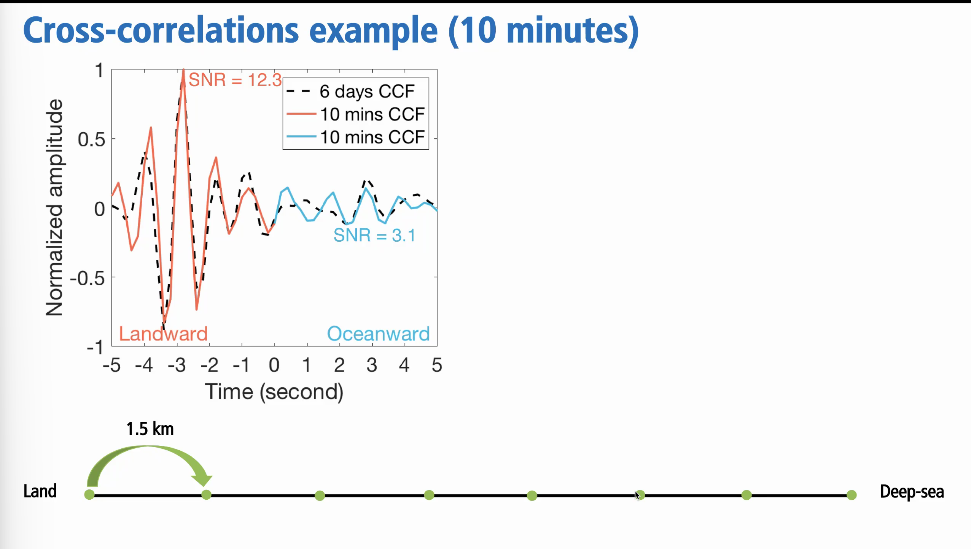 Cross-correlations example (10 minutes)
SNR = 12.3
6 days CCF
10 mins CCF
10 mins CCF
SNR = 3.1
Landward
Oceanward
Normalized amplitude
1
0.5
0
-0.5
-1
-5 -4 -3 -2 -1 0 1 2 3 4 5
Time (second)
1.5 km
Land
Deep-sea